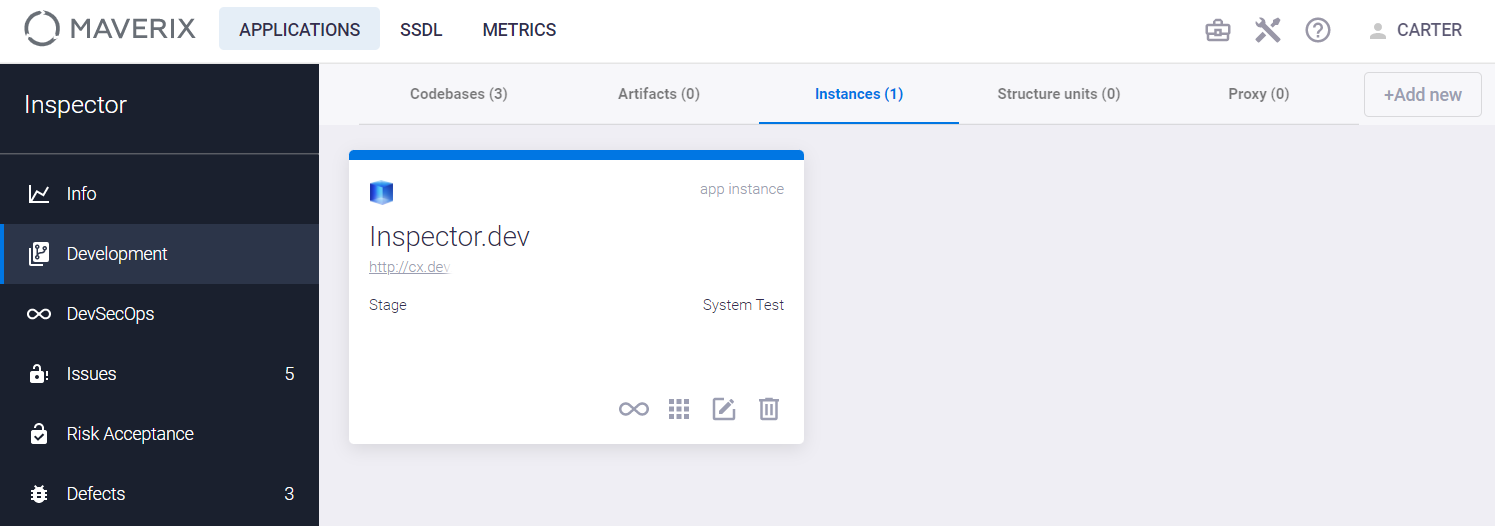 MAVERIX
APPLICATIONS
SSDL
METRICS
CARTER
Inspector
Codebases (3)
Artifacts (0)
Instances (1)
Structure units (0)
Proxy (0)
+Add new
Info
Development
DevSecOps
Issues 5
Risk Acceptance
Defects 3
app instance
Inspector.dev
http://cx.dev
Stage System Test